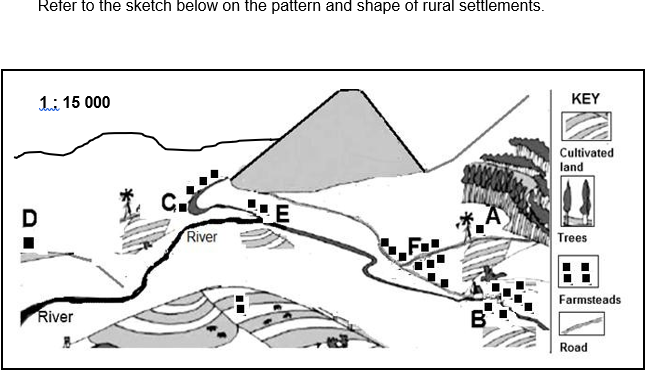 Refer to the sketch below on the pattern and shape of rural settlements.
1 : 15 000
KEY
Cultivated
land
Trees
Farmsteads
Road
C
E
D
River
F
A
River
B